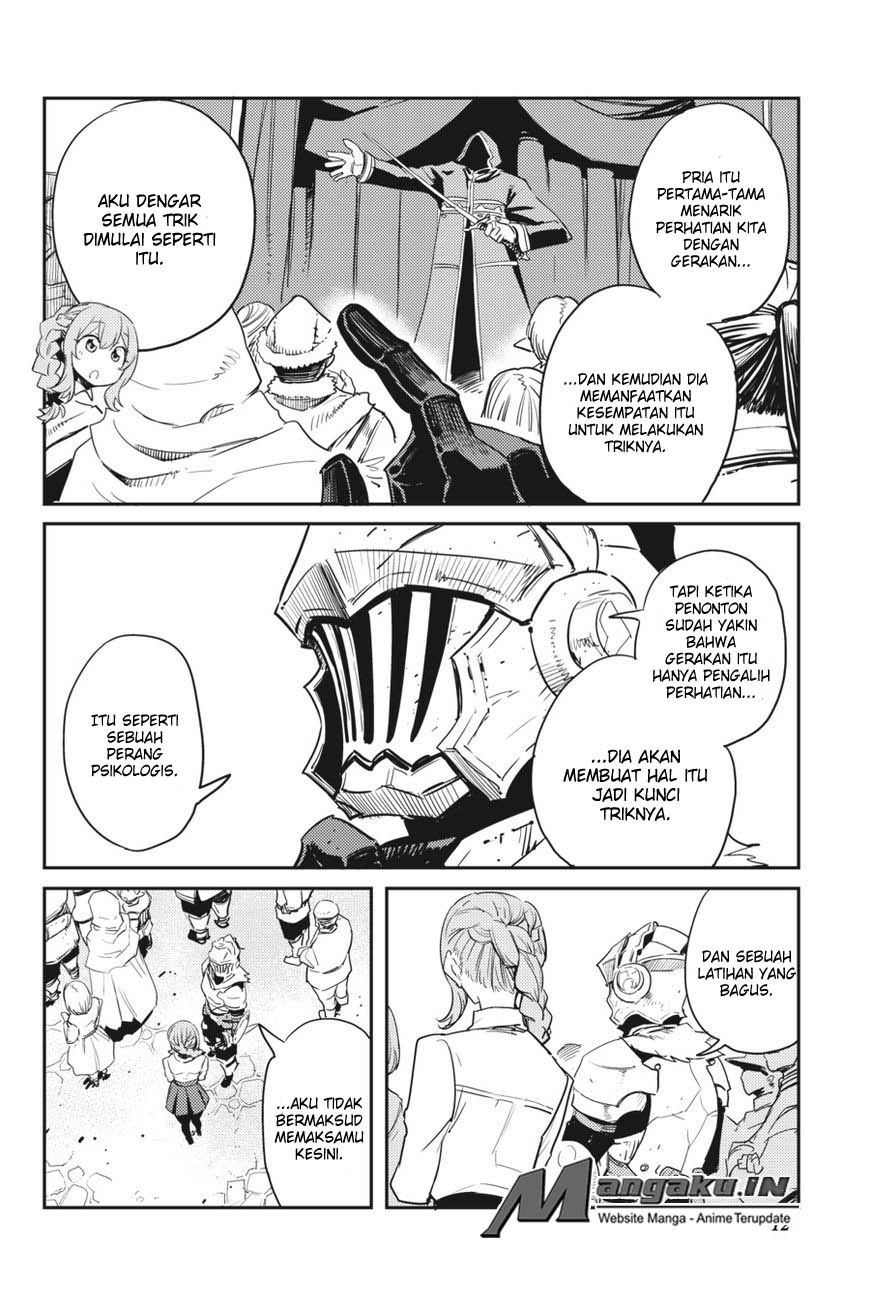 PRIA ITU
PERTAMA-TAMA
MENARIK
PERHATIAN KITA
DENGAN
GERAKAN...
...DAN KEMUDIAN DIA
MEMANFAATKAN
KESEMPATAN ITU
UNTUK MELAKUKAN
TRIKNYA.
AKU DENGAR
SEMUA TRIK
DIMULAI SEPERTI
ITU.
TAPI KETIKA
PENONTON
SUDAH YAKIN
BAHWA
GERAKAN ITU
HANYA PENGALIH
PERHATIAN...
...DIA AKAN
MEMBUAT HAL ITU
JADI KUNCI
TRIKNYA.
ITU SEPERTI
SEBUAH
PERANG
PSIKOLOGIS.
DAN SEBUAH
LATIHAN YANG
BAGUS.
...AKU TIDAK
BERMAKSUD
MEMAKSAMU
KESINI.
Mangaku.iN
Website Manga - Anime Terupdate
12